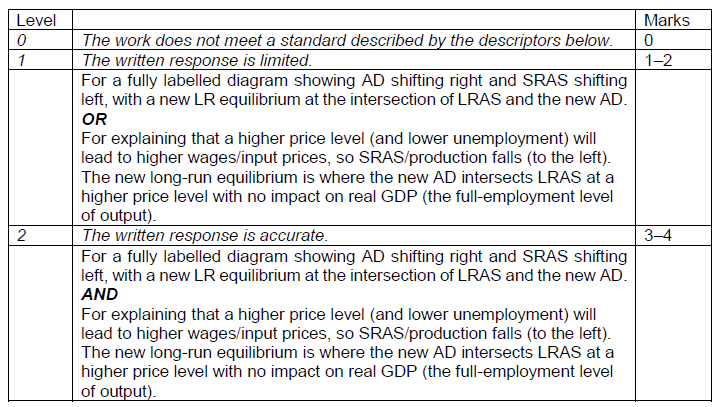 Level Marks
0 The work does not meet a standard described by the descriptors below. 0
1 The written response is limited. 1–2
For a fully labelled diagram showing AD shifting right and SRAS shifting
left, with a new LR equilibrium at the intersection of LRAS and the new AD.
OR
For explaining that a higher price level (and lower unemployment) will
lead to higher wages/input prices, so SRAS/production falls (to the left).
The new long-run equilibrium is where the new AD intersects LRAS at a
higher price level with no impact on real GDP (the full-employment level
of output).
2 The written response is accurate. 3–4
For a fully labelled diagram showing AD shifting right and SRAS shifting
left, with a new LR equilibrium at the intersection of LRAS and the new AD.
AND
For explaining that a higher price level (and lower unemployment) will
lead to higher wages/input prices, so SRAS/production falls (to the left).
The new long-run equilibrium is where the new AD intersects LRAS at a
higher price level with no impact on real GDP (the full-employment level
of output).